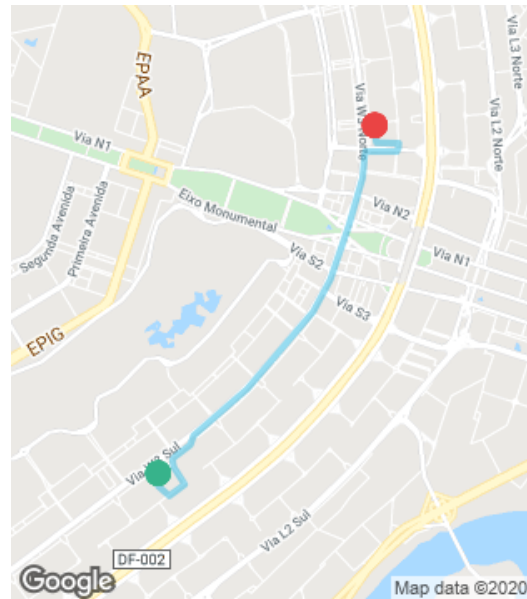 Via L3 Norte
EPAA
Via L2 Norte
Via W3 Norte
Via N1
Via N2
Eixo Monumental
Segunda Avenida
Primeira Avenida
Via S2
Via N1
Via S3
EPIG
Via W3 Sul
Via L2 Sul
DF-002
Google
Map data ©2020